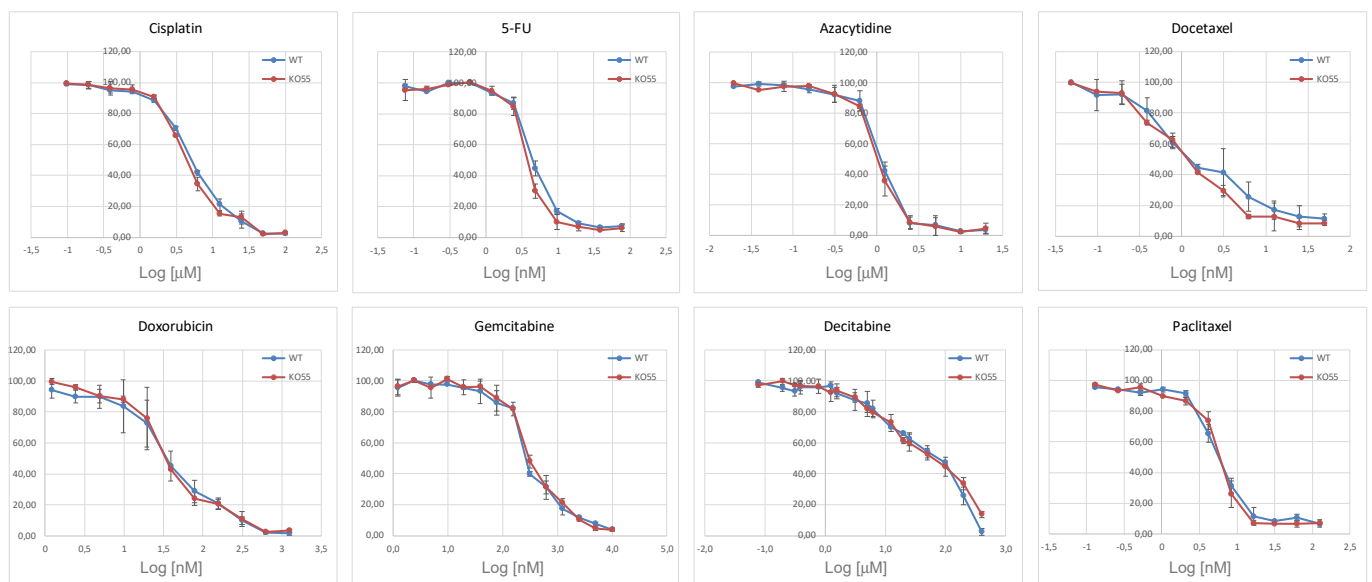 Cisplatin
120,00
100,00
80,00
60,00
40,00
20,00
0,00
-1,5 -1 -0,5 0 0,5 1 1,5 2 2,5
Log [µM]
WT
KO55
5-FU
120,00
100,00
80,00
60,00
40,00
20,00
0,00
-1,5 -1 -0,5 0 0,5 1 1,5 2 2,5
Log [nM]
WT
KO55
Azacytidine
120,00
100,00
80,00
60,00
40,00
20,00
0,00
-2 -1,5 -1 -0,5 0 0,5 1 1,5
Log [µM]
WT
KO55
Docetaxel
120,00
100,00
80,00
60,00
40,00
20,00
0,00
-1,5 -1 -0,5 0 0,5 1 1,5 2
Log [nM]
WT
KO55
Doxorubicin
120,00
100,00
80,00
60,00
40,00
20,00
0,00
0 0,5 1 1,5 2 2,5 3 3,5
Log [nM]
WT
KO55
Gemcitabine
120,00
100,00
80,00
60,00
40,00
20,00
0,00
0,0 1,0 2,0 3,0 4,0 5,0
Log [nM]
WT
KO55
Decitabine
120,00
100,00
80,00
60,00
40,00
20,00
0,00
-2,0 -1,0 0,0 1,0 2,0 3,0
Log [µM]
WT
KO55
Paclitaxel
120,00
100,00
80,00
60,00
40,00
20,00
0,00
-1,5 -1 -0,5 0 0,5 1 1,5 2 2,5
Log [nM]
WT
KO55